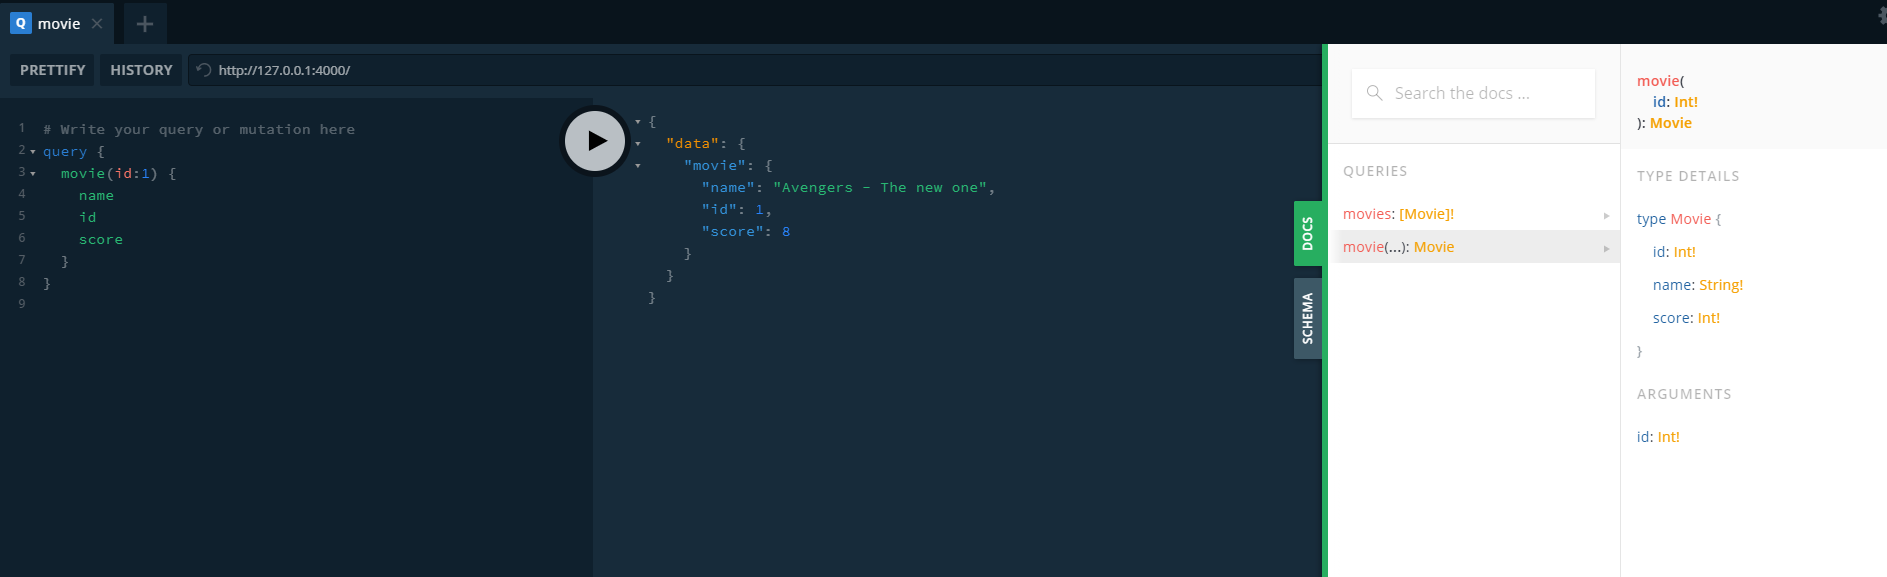 Q movie
PRETTIFY HISTORY http://127.0.0.1:4000/
1 # Write your query or mutation here
2 query {
3 movie(id:1) {
4 name
5 id
6 score
7 }
8 }
9
{
"data": {
"movie": {
"name": "Avengers - The new one",
"id": 1,
"score": 8
}
}
}
DOCS
SCHEMA
Search the docs ...
QUERIES
movies: [Movie]!
movie(...): Movie
movie(
id: Int!
): Movie
TYPE DETAILS
type Movie {
id: Int!
name: String!
score: Int!
}
ARGUMENTS
id: Int!